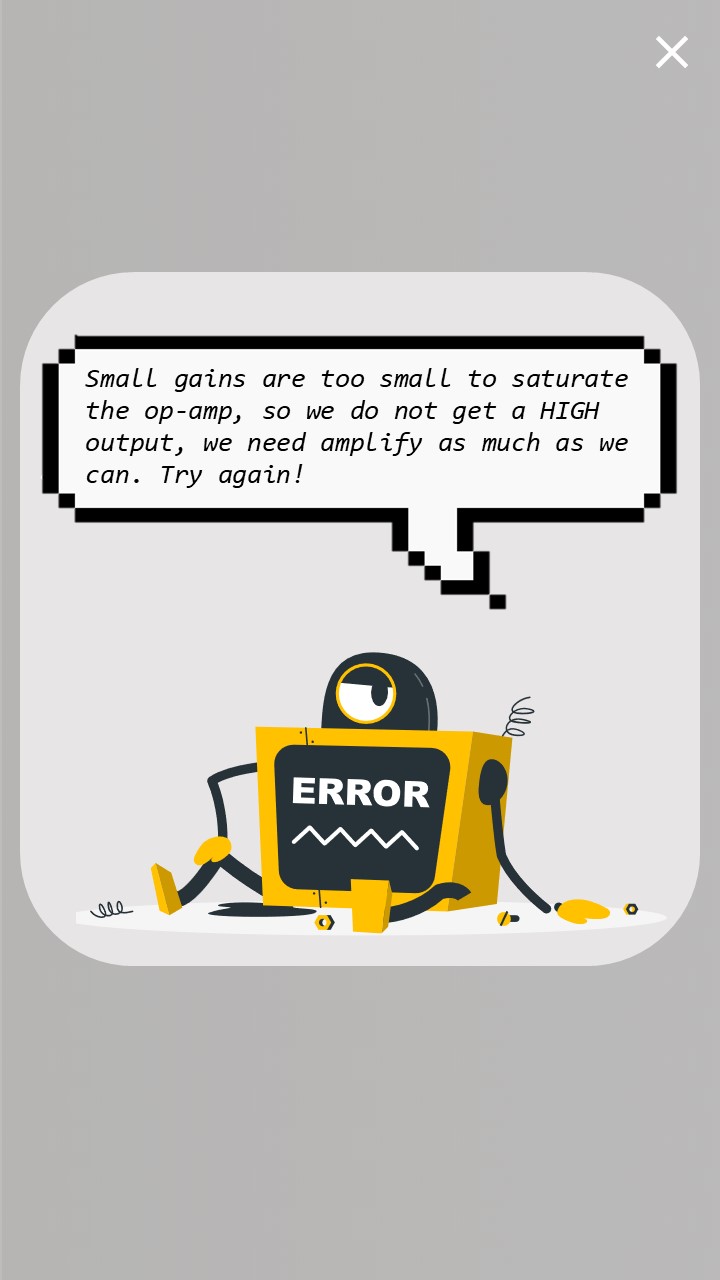 Small gains are too small to saturate
the op-amp, so we do not get a HIGH
output, we need amplify as much as we
can. Try again!
ERROR